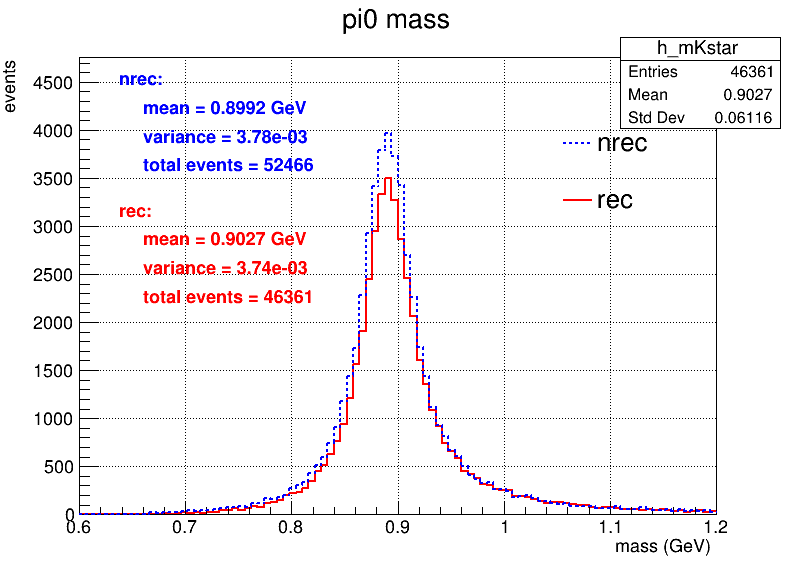 pi0 mass
h_mKstar
Entries 46361
Mean 0.9027
Std Dev 0.06116
nrec:
mean = 0.8992 GeV
variance = 3.78e-03
total events = 52466
rec:
mean = 0.9027 GeV
variance = 3.74e-03
total events = 46361
nrec
rec
events
4500
4000
3500
3000
2500
2000
1500
1000
500
0
0.6 0.7 0.8 0.9 1 1.1 1.2
mass (GeV)